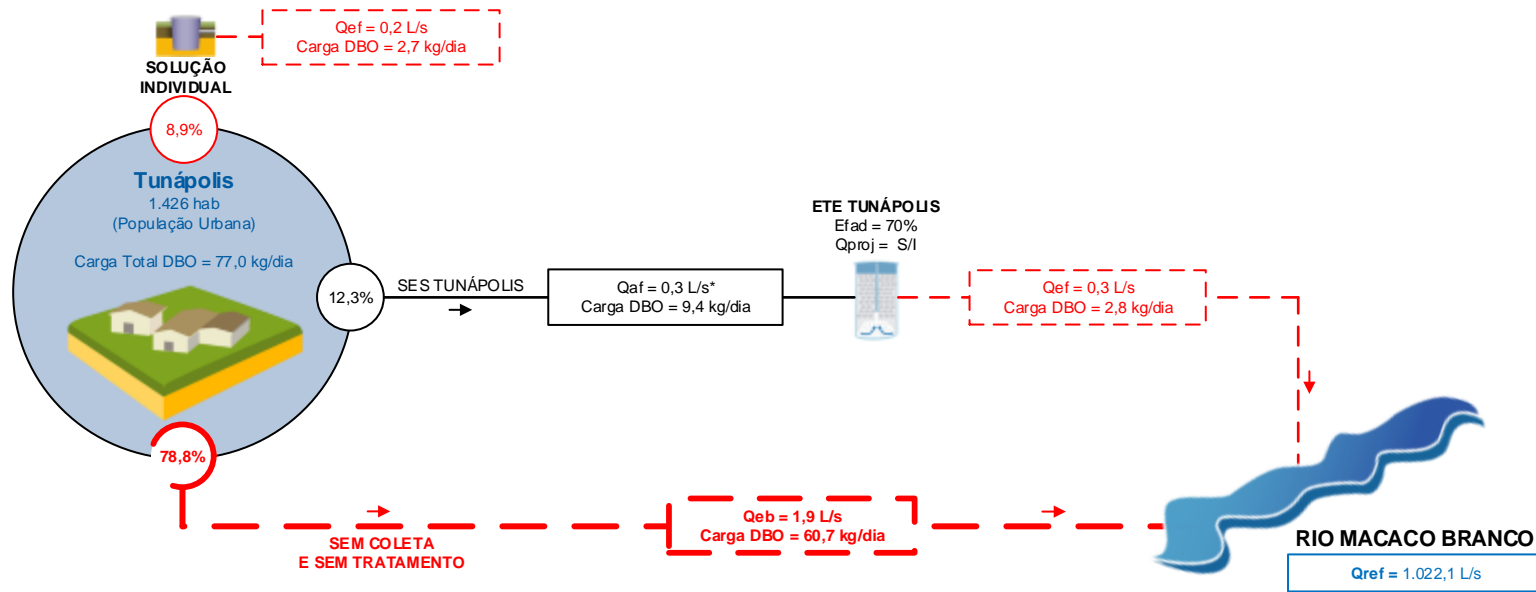 Qef = 0,2 L/s
Carga DBO = 2,7 kg/dia
SOLUÇÃO
INDIVIDUAL
8,9%
Tunápolis
1.426 hab
(População Urbana)
Carga Total DBO = 77,0 kg/dia
12,3%
SES TUNÁPOLIS
Qaf = 0,3 L/s*
Carga DBO = 9,4 kg/dia
ETE TUNÁPOLIS
Efad = 70%
Qproj = S/I
Qef = 0,3 L/s
Carga DBO = 2,8 kg/dia
78,8%
SEM COLETA
E SEM TRATAMENTO
Qeb = 1,9 L/s
Carga DBO = 60,7 kg/dia
RIO MACACO BRANCO
Qref = 1.022,1 L/s